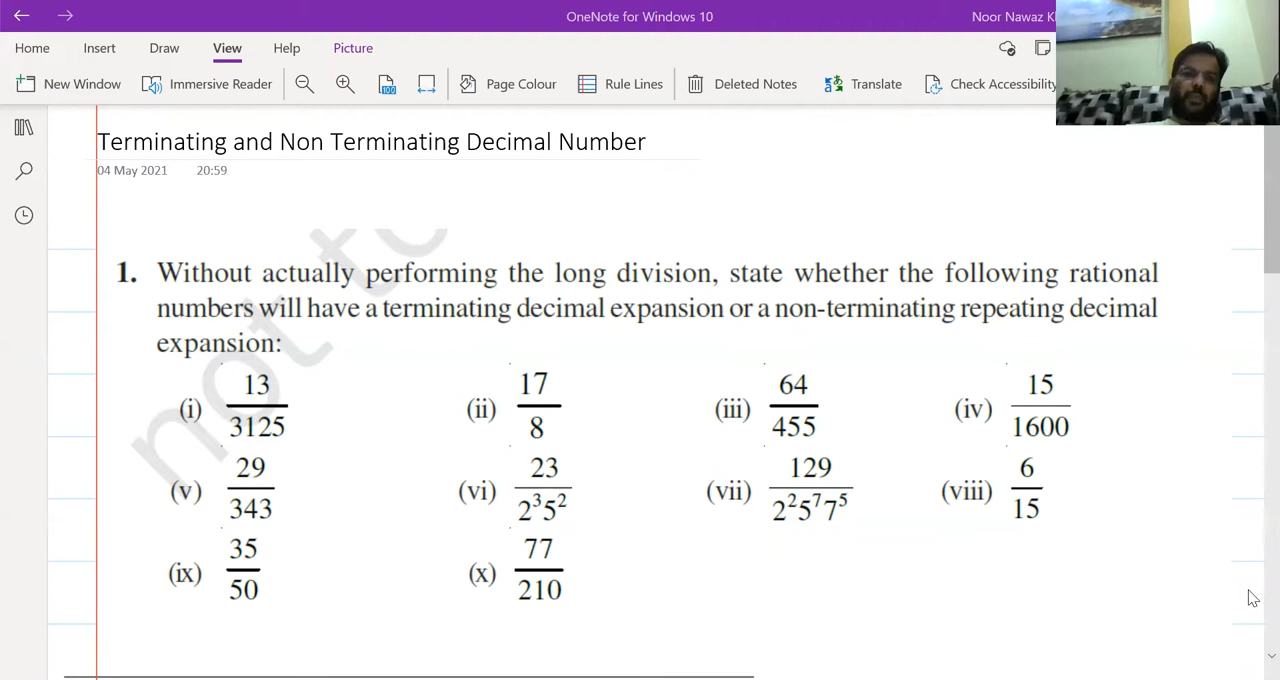 OneNote for Windows 10
Noor Nawaz
Home Insert Draw View Help Picture
New Window Immersive Reader 100 Page Colour Rule Lines Deleted Notes Translate Check Accessibility
Terminating and Non Terminating Decimal Number
04 May 2021 20:59
not t
1. Without actually performing the long division, state whether the following rational
numbers will have a terminating decimal expansion or a non-terminating repeating decimal
expansion:
(i) 13/3125 (ii) 17/8 (iii) 64/455 (iv) 15/1600
(v) 29/343 (vi) 23/2³5² (vii) 129/2²5⁷7⁵ (viii) 6/15
(ix) 35/50 (x) 77/210